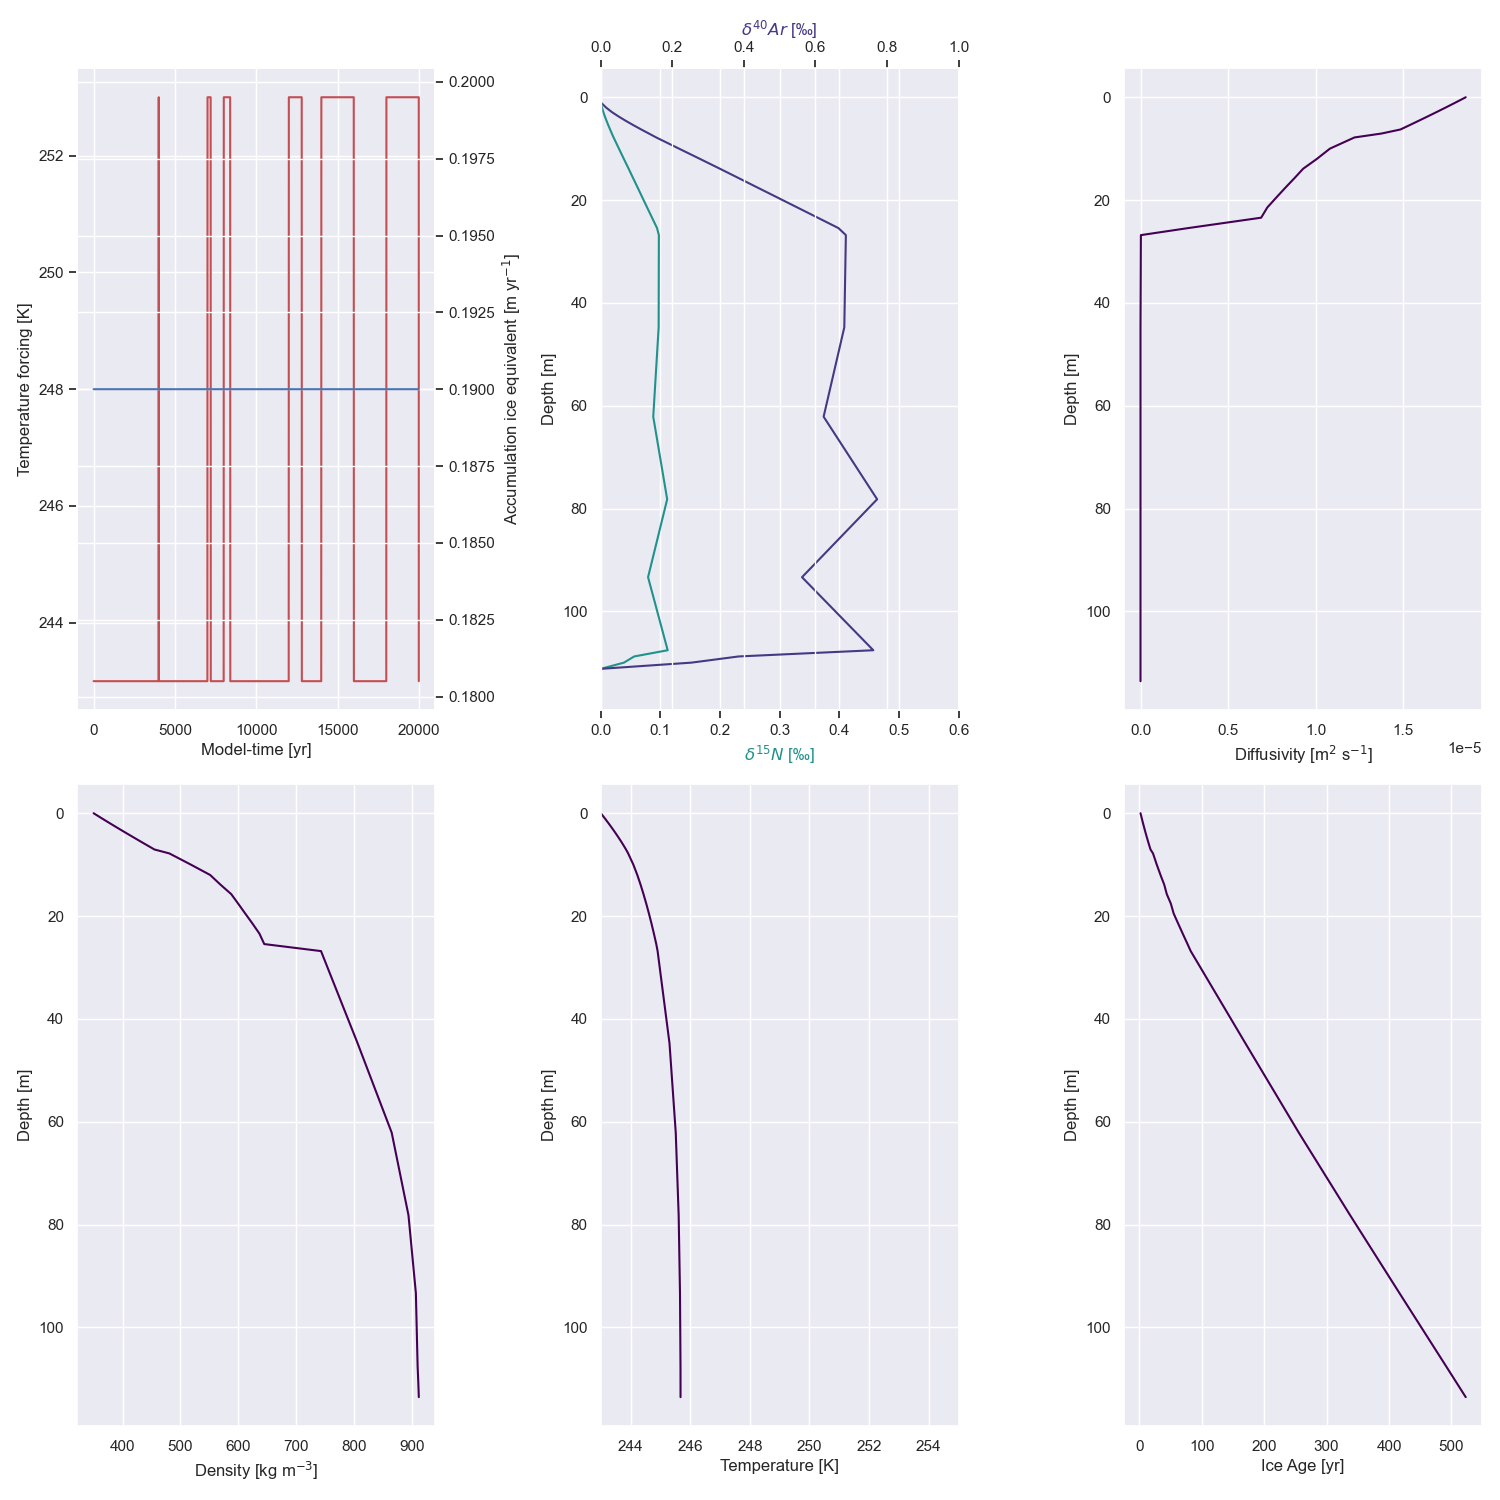 δ⁴⁰Ar [‰]
0.0 0.2 0.4 0.6 0.8 1.0
Temperature forcing [K]
252
250
248
246
244
0 5000 10000 15000 20000
Model-time [yr]
0.2000
0.1975
0.1950
0.1925
0.1900
0.1875
0.1850
0.1825
0.1800
Accumulation ice equivalent [m yr⁻¹]
Depth [m]
0
20
40
60
80
100
0.0 0.1 0.2 0.3 0.4 0.5 0.6
δ¹⁵N [‰]
Depth [m]
0
20
40
60
80
100
0.0 0.5 1.0 1.5
1e−5
Diffusivity [m² s⁻¹]
Depth [m]
0
20
40
60
80
100
400 500 600 700 800 900
Density [kg m⁻³]
Depth [m]
0
20
40
60
80
100
244 246 248 250 252 254
Temperature [K]
Depth [m]
0
20
40
60
80
100
0 100 200 300 400 500
Ice Age [yr]